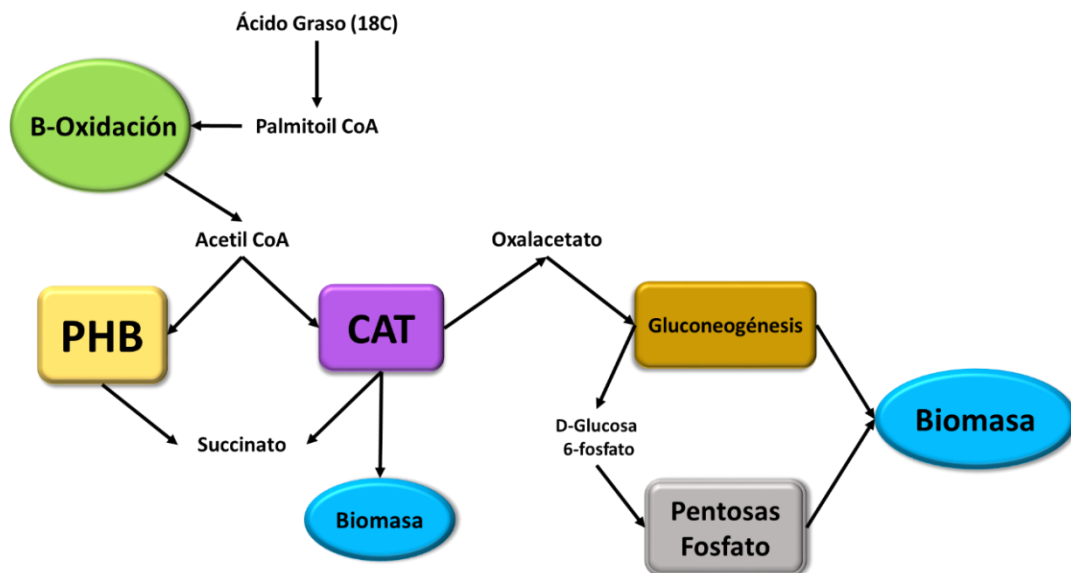 Ácido Graso (18C)
B-Oxidación
Palmitoil CoA
Acetil CoA
Oxalacetato
PHB
CAT
Gluconeogénesis
Succinato
D-Glucosa
6-fosfato
Biomasa
Biomasa
Pentosas
Fosfato